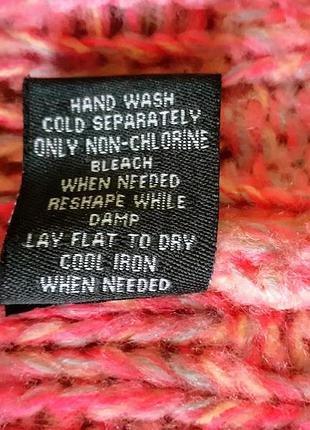 HAND WASH
COLD SEPARATELY
ONLY NON-CHLORINE
BLEACH
WHEN NEEDED
RESHAPE WHILE
DAMP
LAY FLAT TO DRY
COOL IRON
WHEN NEEDED